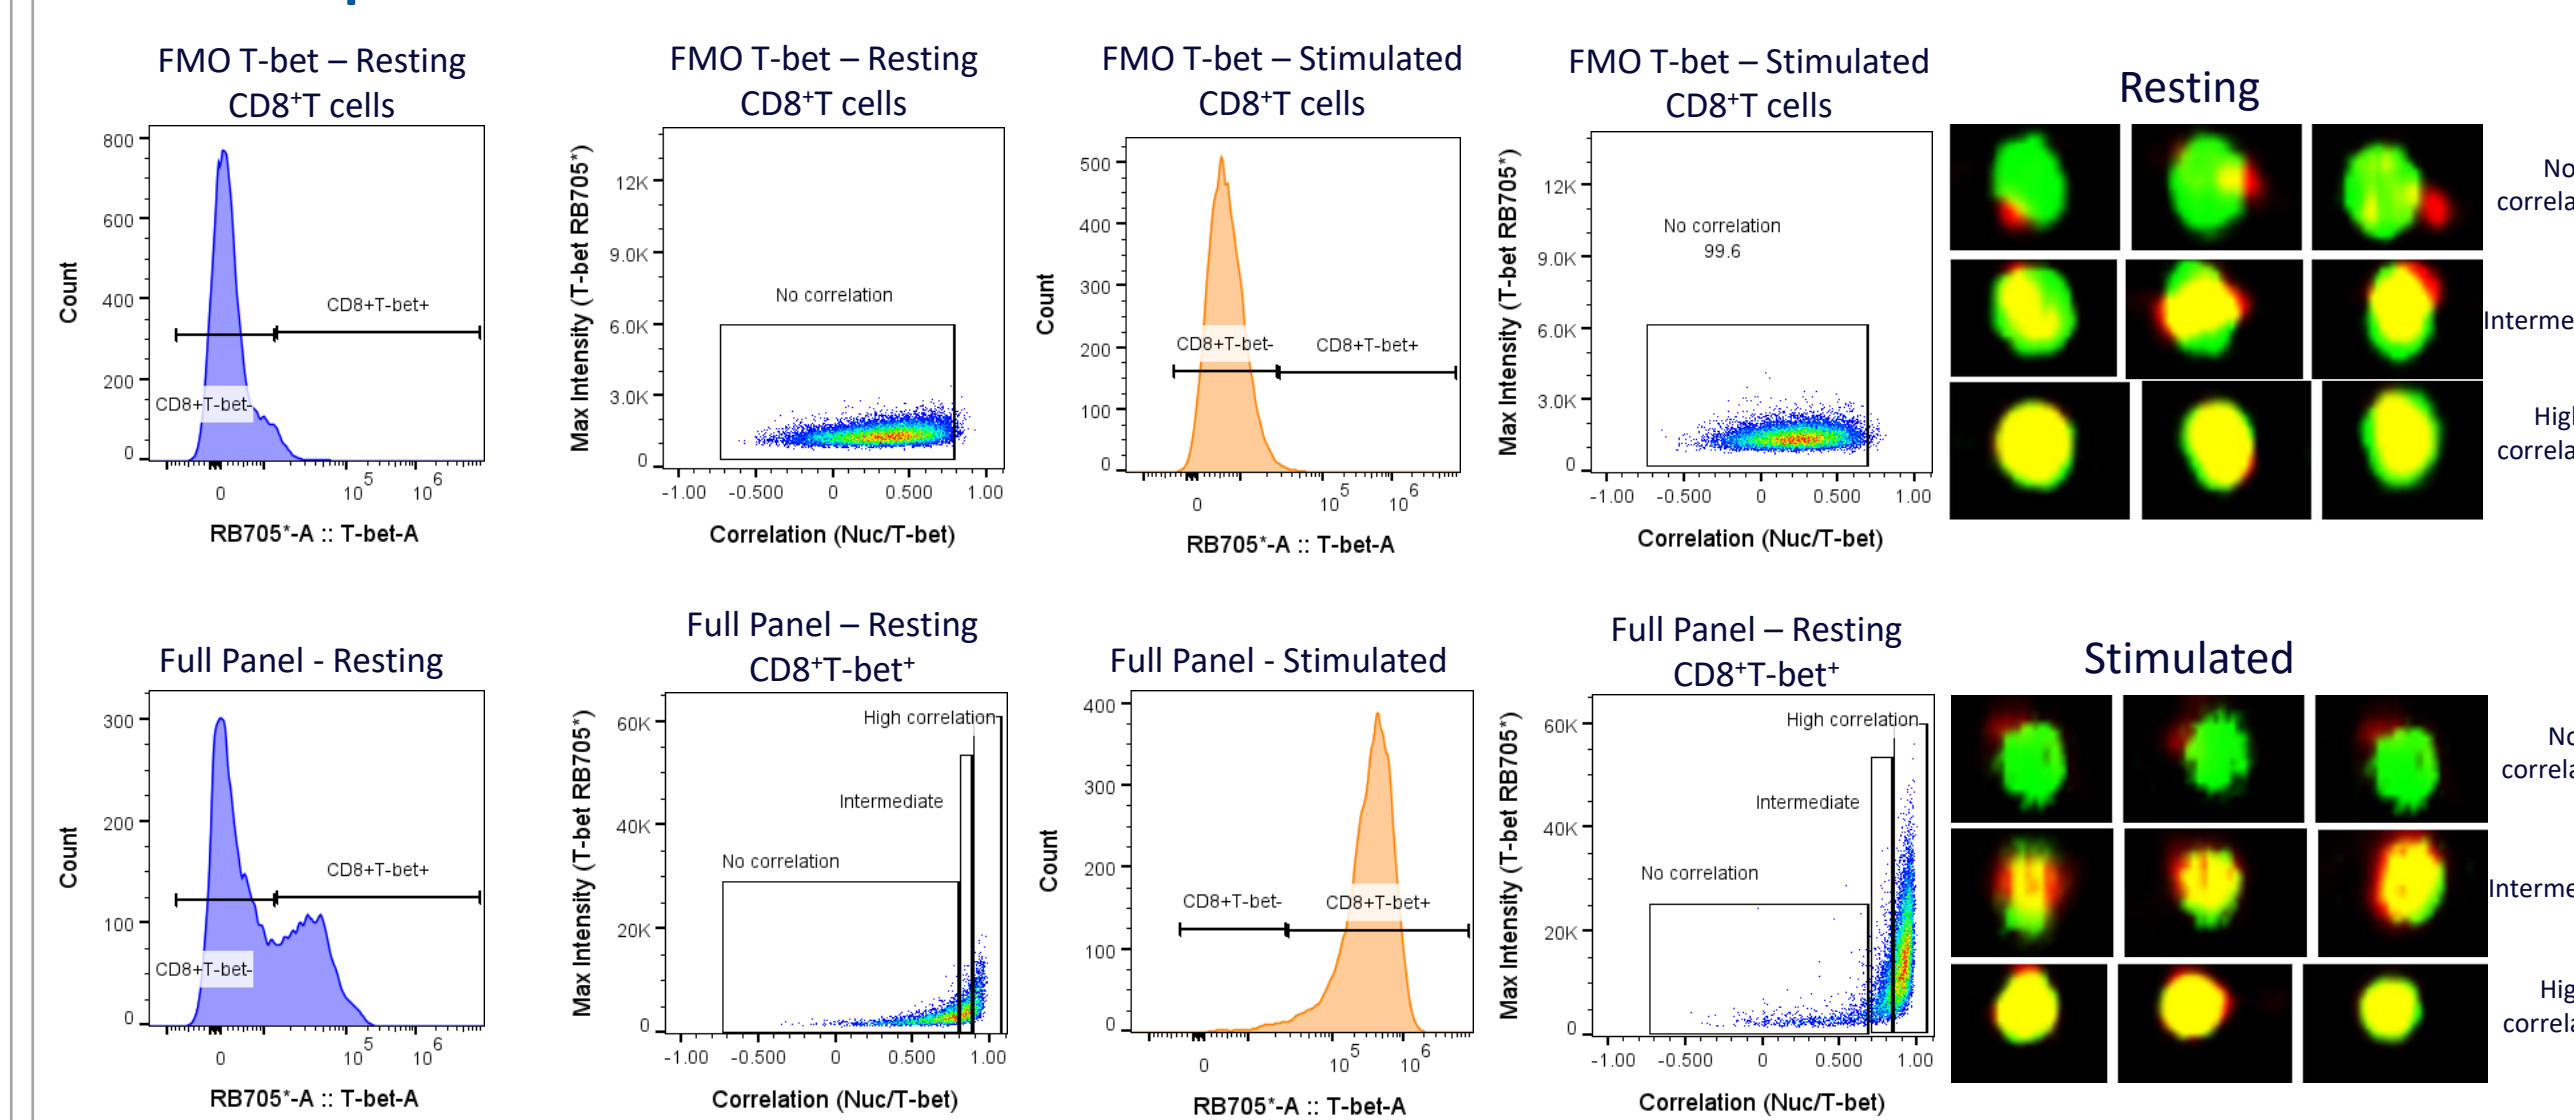 FMO T-bet – Resting
CD8⁺T cells
800
600
400
200
0
Count
CD8+T-bet+
CD8+T-bet-
0
10^5
10^6
RB705*-A :: T-bet-A
FMO T-bet – Resting
CD8⁺T cells
12K
9.0K
6.0K
3.0K
0
Max Intensity (T-bet RB705*)
No correlation
-1.00
-0.500
0
0.500
1.00
Correlation (Nuc/T-bet)
FMO T-bet – Stimulated
CD8⁺T cells
500
400
300
200
100
0
Count
CD8+T-bet-
CD8+T-bet+
0
10^5
10^6
RB705*-A :: T-bet-A
FMO T-bet – Stimulated
CD8⁺T cells
12K
9.0K
6.0K
3.0K
0
Max Intensity (T-bet RB705*)
No correlation
99.6
-1.00
-0.500
0
0.500
1.00
Correlation (Nuc/T-bet)
Resting
No
correla
Interme
High
correla
Full Panel - Resting
300
200
100
0
Count
CD8+T-bet+
CD8+T-bet-
0
10^5
10^6
RB705*-A :: T-bet-A
Full Panel – Resting
CD8⁺T-bet⁺
60K
40K
20K
0
Max Intensity (T-bet RB705*)
High correlation
Intermediate
No correlation
-1.00
-0.500
0
0.500
1.00
Correlation (Nuc/T-bet)
Full Panel - Stimulated
400
300
200
100
0
Count
CD8+T-bet-
CD8+T-bet+
0
10^5
10^6
RB705*-A :: T-bet-A
Full Panel – Resting
CD8⁺T-bet⁺
60K
40K
20K
0
Max Intensity (T-bet RB705*)
High correlation
Intermediate
No correlation
-1.00
-0.500
0
0.500
1.00
Correlation (Nuc/T-bet)
Stimulated
No
correla
Interme
Hig
correla